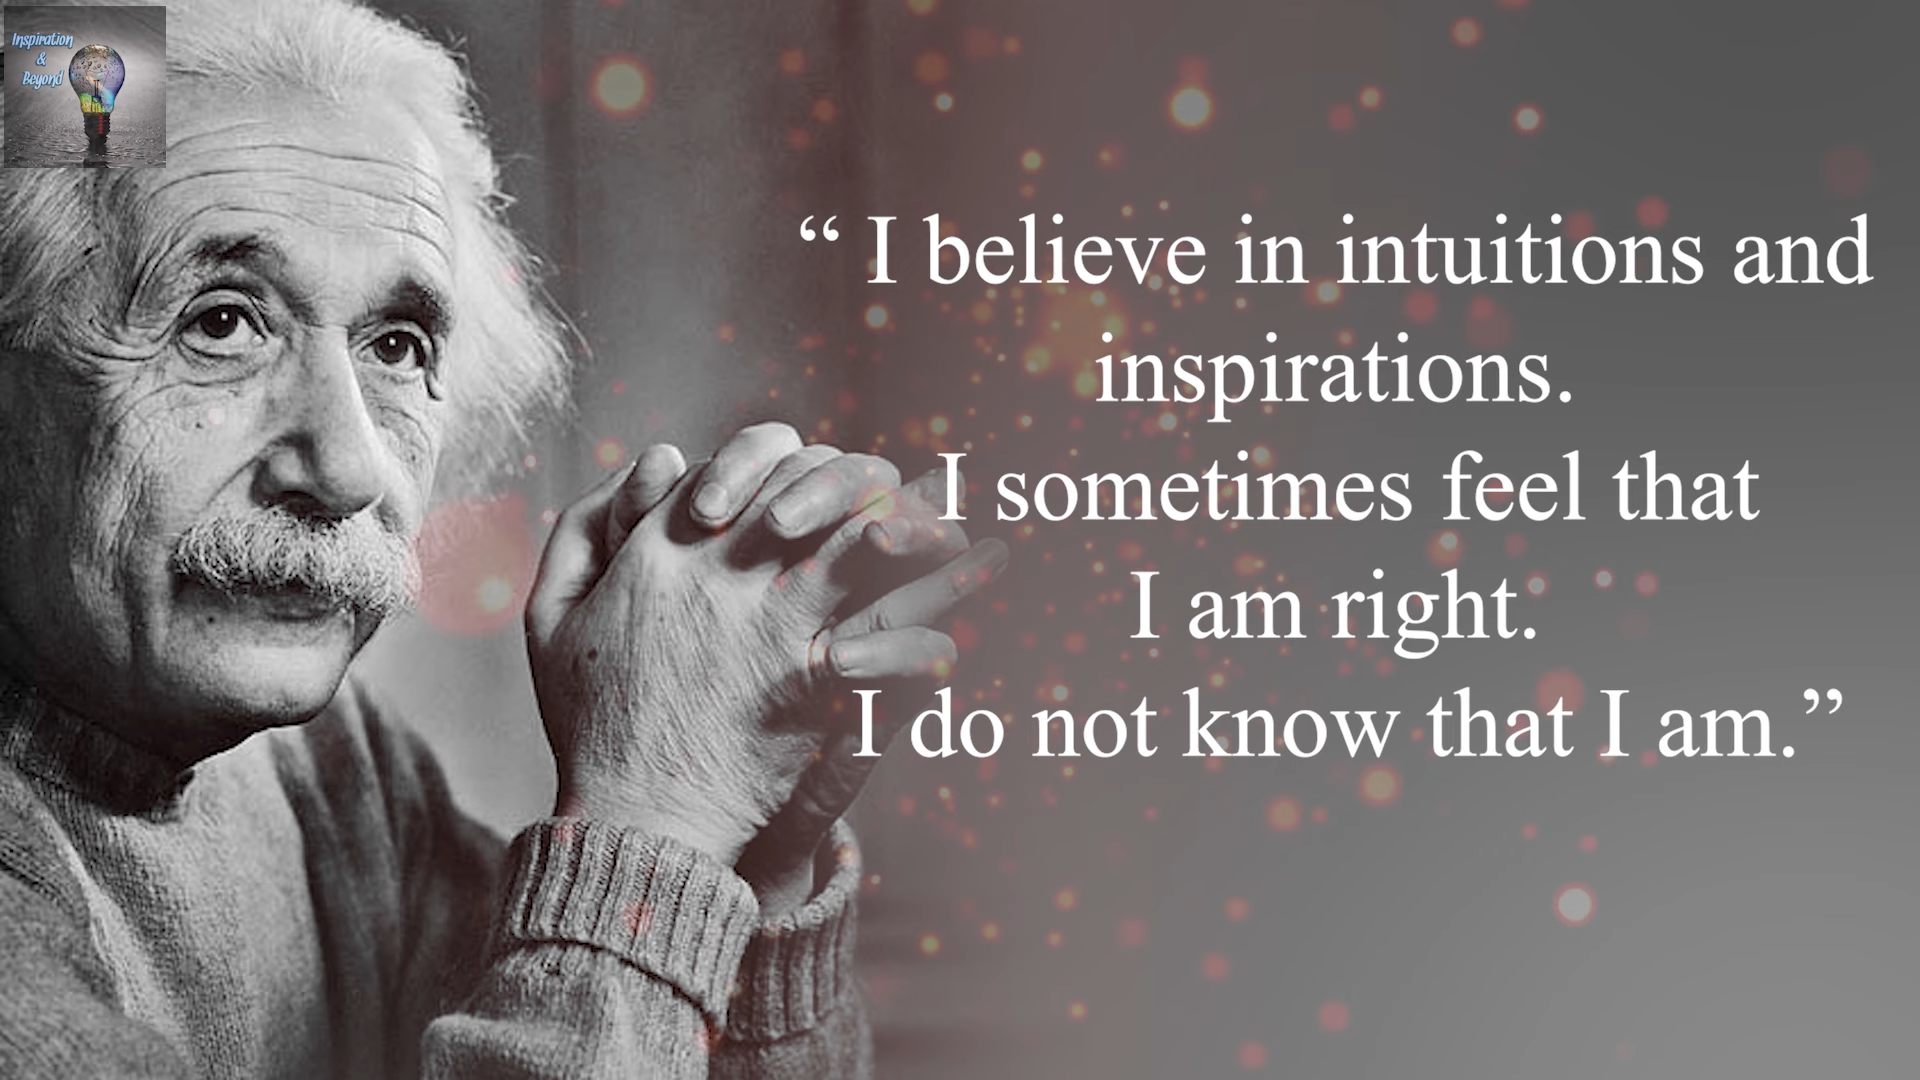 Inspiration
&
Beyond
“ I believe in intuitions and
inspirations.
I sometimes feel that
I am right.
I do not know that I am.”